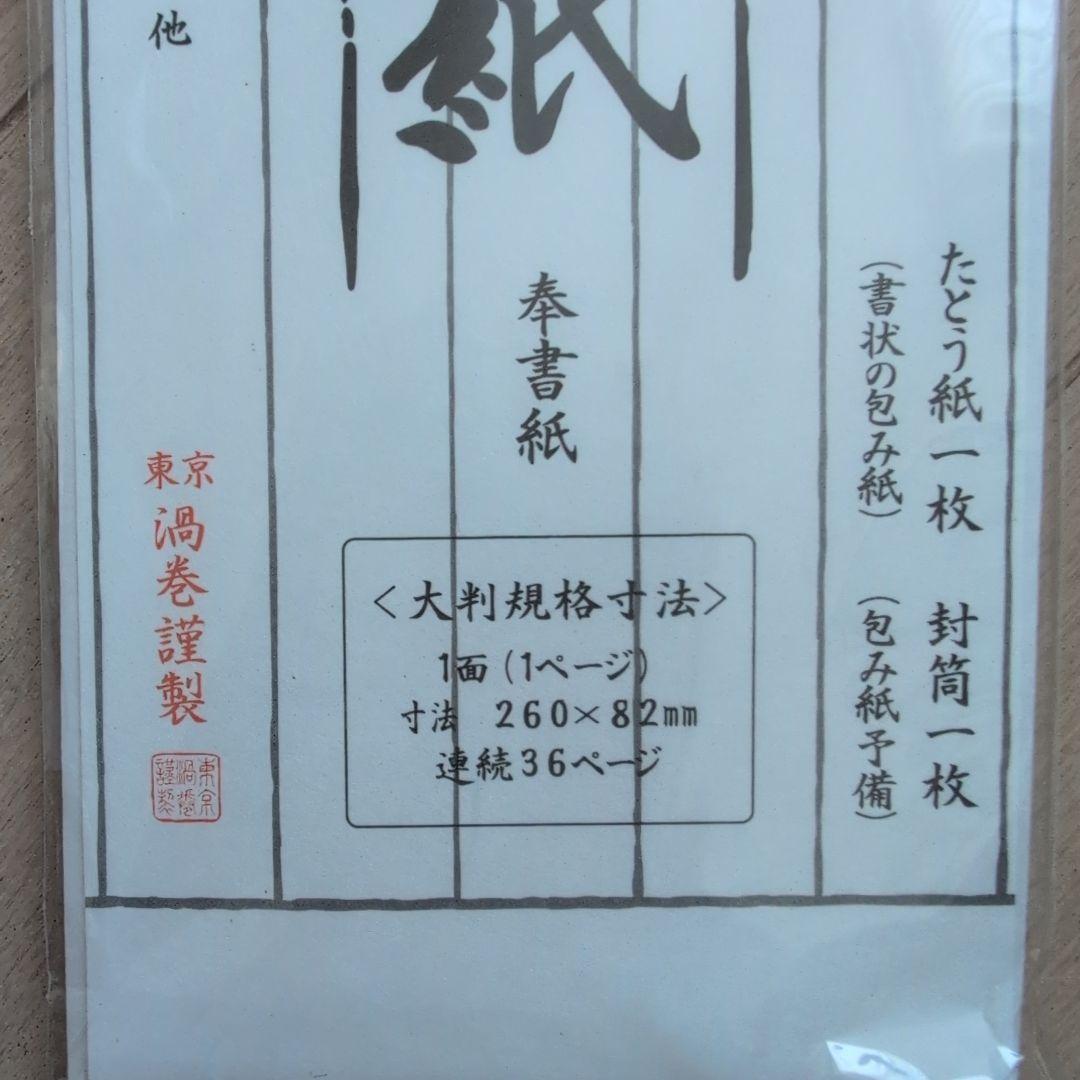 たとう紙一枚　封筒一枚
（書状の包み紙）　（包み紙予備）
紙
奉書紙
＜大判規格寸法＞
1面（1ページ）
寸法　260×82mm
連続36ページ
他
東京
渦巻謹製
東京
渦巻
謹製